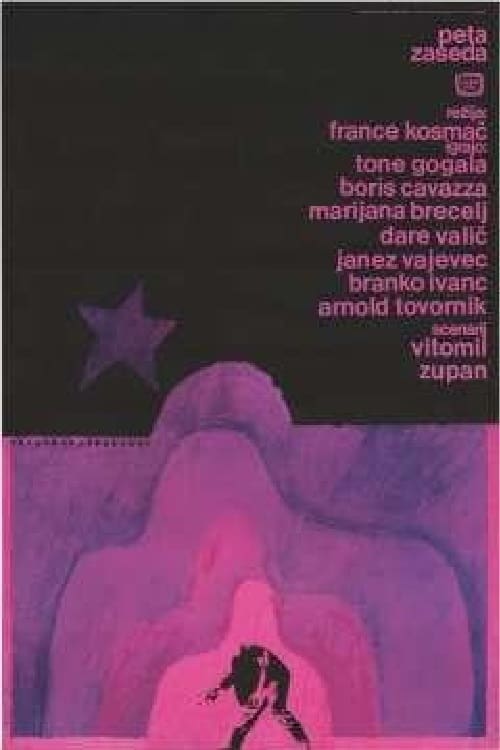 peta
zaseda
režija:
france kosmač
igrajo:
tone gogala
boris cavazza
marijana brecelj
dare valič
janez vajevec
branko ivanc
arnold tovornik
scenarij
vitomil
zupan